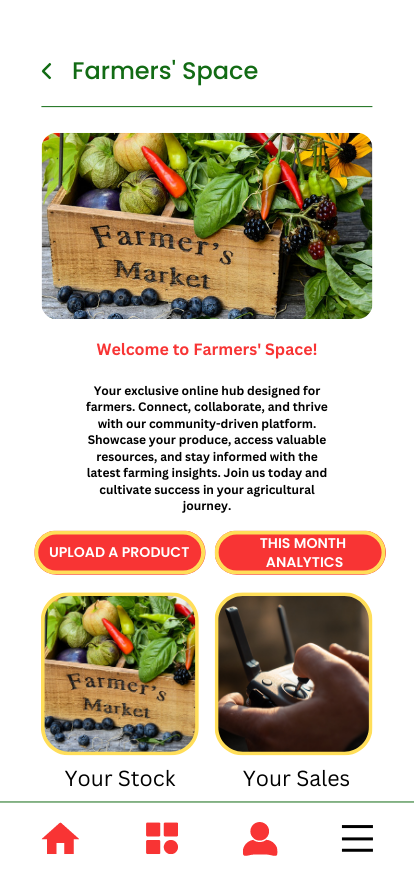 Farmers' Space
Farmer's
Market
Welcome to Farmers' Space!
Your exclusive online hub designed for
farmers. Connect, collaborate, and thrive
with our community-driven platform.
Showcase your produce, access valuable
resources, and stay informed with the
latest farming insights. Join us today and
cultivate success in your agricultural
journey.
UPLOAD A PRODUCT
THIS MONTH
ANALYTICS
Farmer's
Market
Your Stock
Your Sales